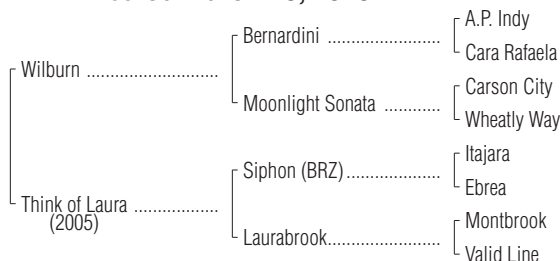 A.P. Indy
Bernardini
Cara Rafaela
Wilburn
Carson City
Moonlight Sonata
Wheatly Way
Itajara
Siphon (BRZ)
Ebrea
Think of Laura
(2005)
Montbrook
Laurabrook
Valid Line